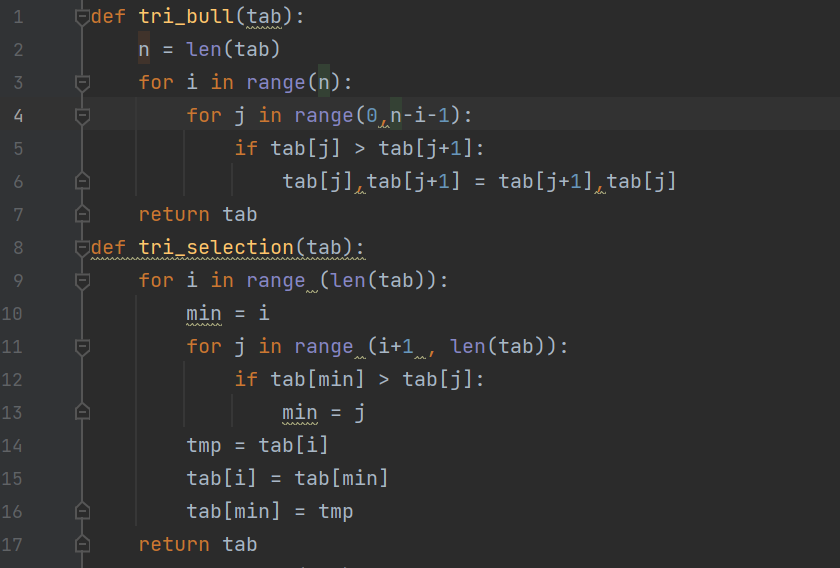 1 def tri_bull(tab):
2     n = len(tab)
3     for i in range(n):
4         for j in range(0,n-i-1):
5             if tab[j] > tab[j+1]:
6                 tab[j],tab[j+1] = tab[j+1],tab[j]
7     return tab
8 def tri_selection(tab):
9     for i in range (len(tab)):
10         min = i
11         for j in range (i+1 , len(tab)):
12             if tab[min] > tab[j]:
13                 min = j
14         tmp = tab[i]
15         tab[i] = tab[min]
16         tab[min] = tmp
17     return tab